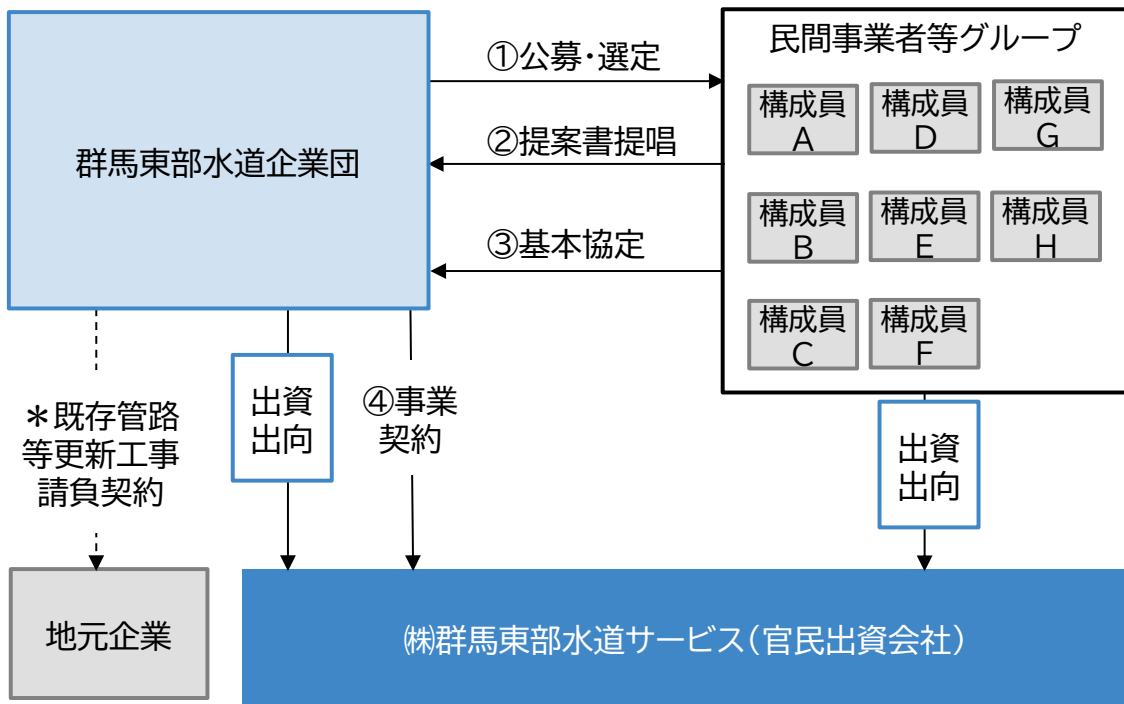 群馬東部水道企業団
①公募・選定
②提案書提唱
③基本協定
民間事業者等グループ
構成員
A
構成員
D
構成員
G
構成員
B
構成員
E
構成員
H
構成員
C
構成員
F
＊既存管路
等更新工事
請負契約
出資
出向
④事業
契約
出資
出向
地元企業
㈱群馬東部水道サービス(官民出資会社)